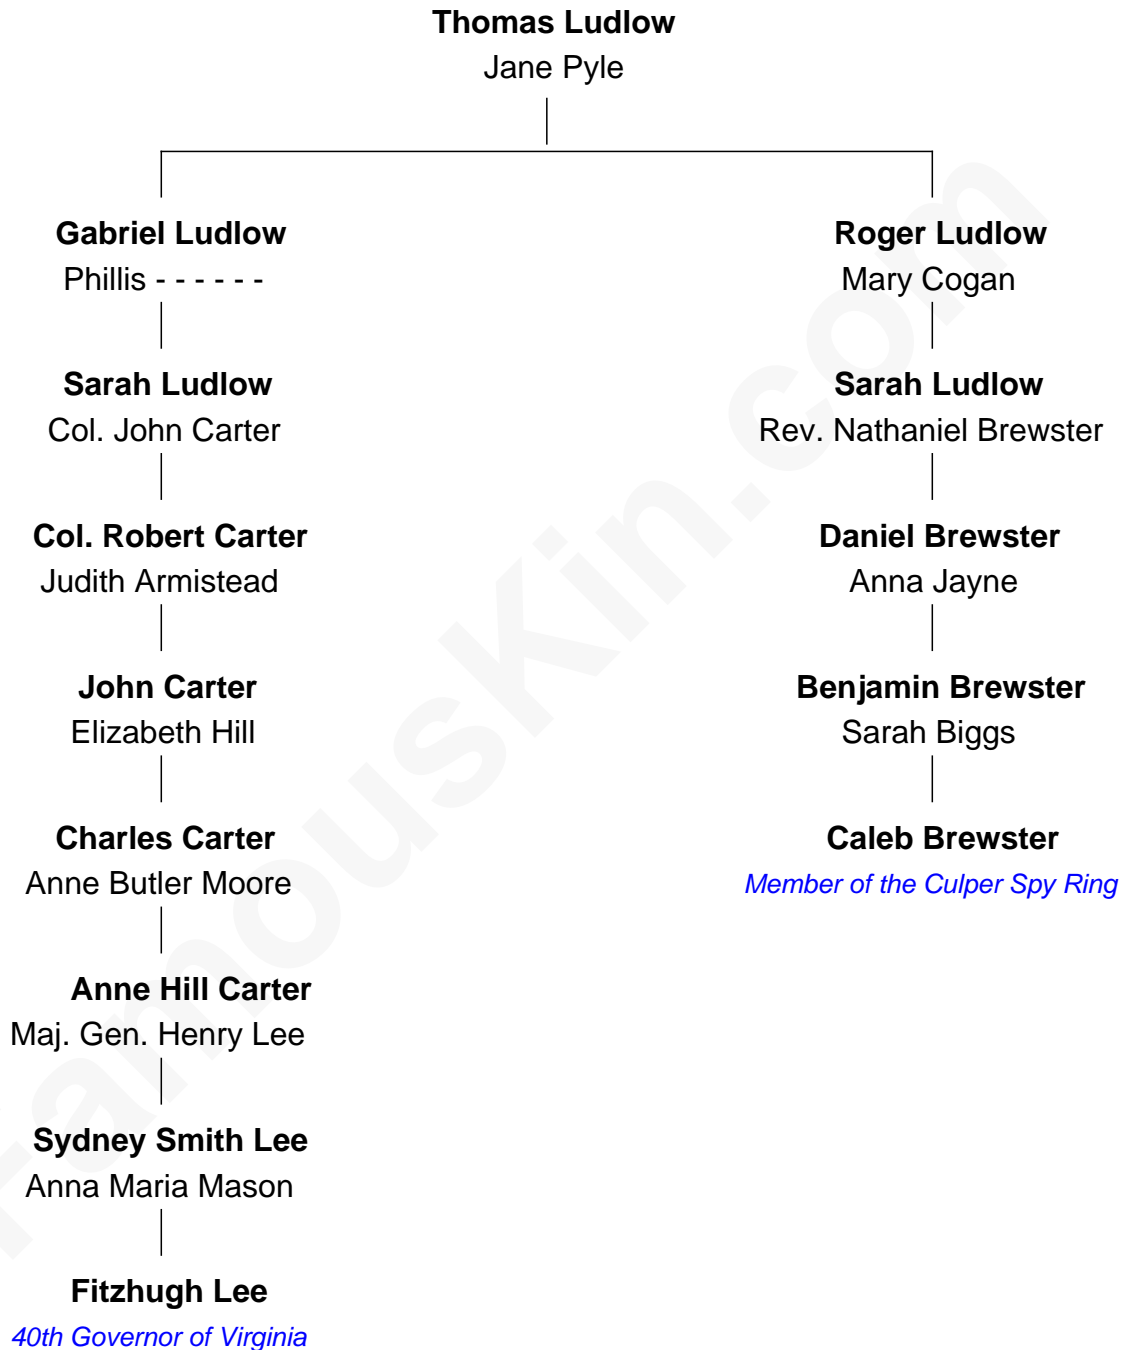 Thomas Ludlow
Jane Pyle
Gabriel Ludlow
Phillis - - - - - -
Roger Ludlow
Mary Cogan
Sarah Ludlow
Col. John Carter
Sarah Ludlow
Rev. Nathaniel Brewster
Col. Robert Carter
Judith Armistead
Daniel Brewster
Anna Jayne
John Carter
Elizabeth Hill
Benjamin Brewster
Sarah Biggs
Charles Carter
Anne Butler Moore
Caleb Brewster
Member of the Culper Spy Ring
Anne Hill Carter
Maj. Gen. Henry Lee
Sydney Smith Lee
Anna Maria Mason
Fitzhugh Lee
40th Governor of Virginia
FamousKin.com